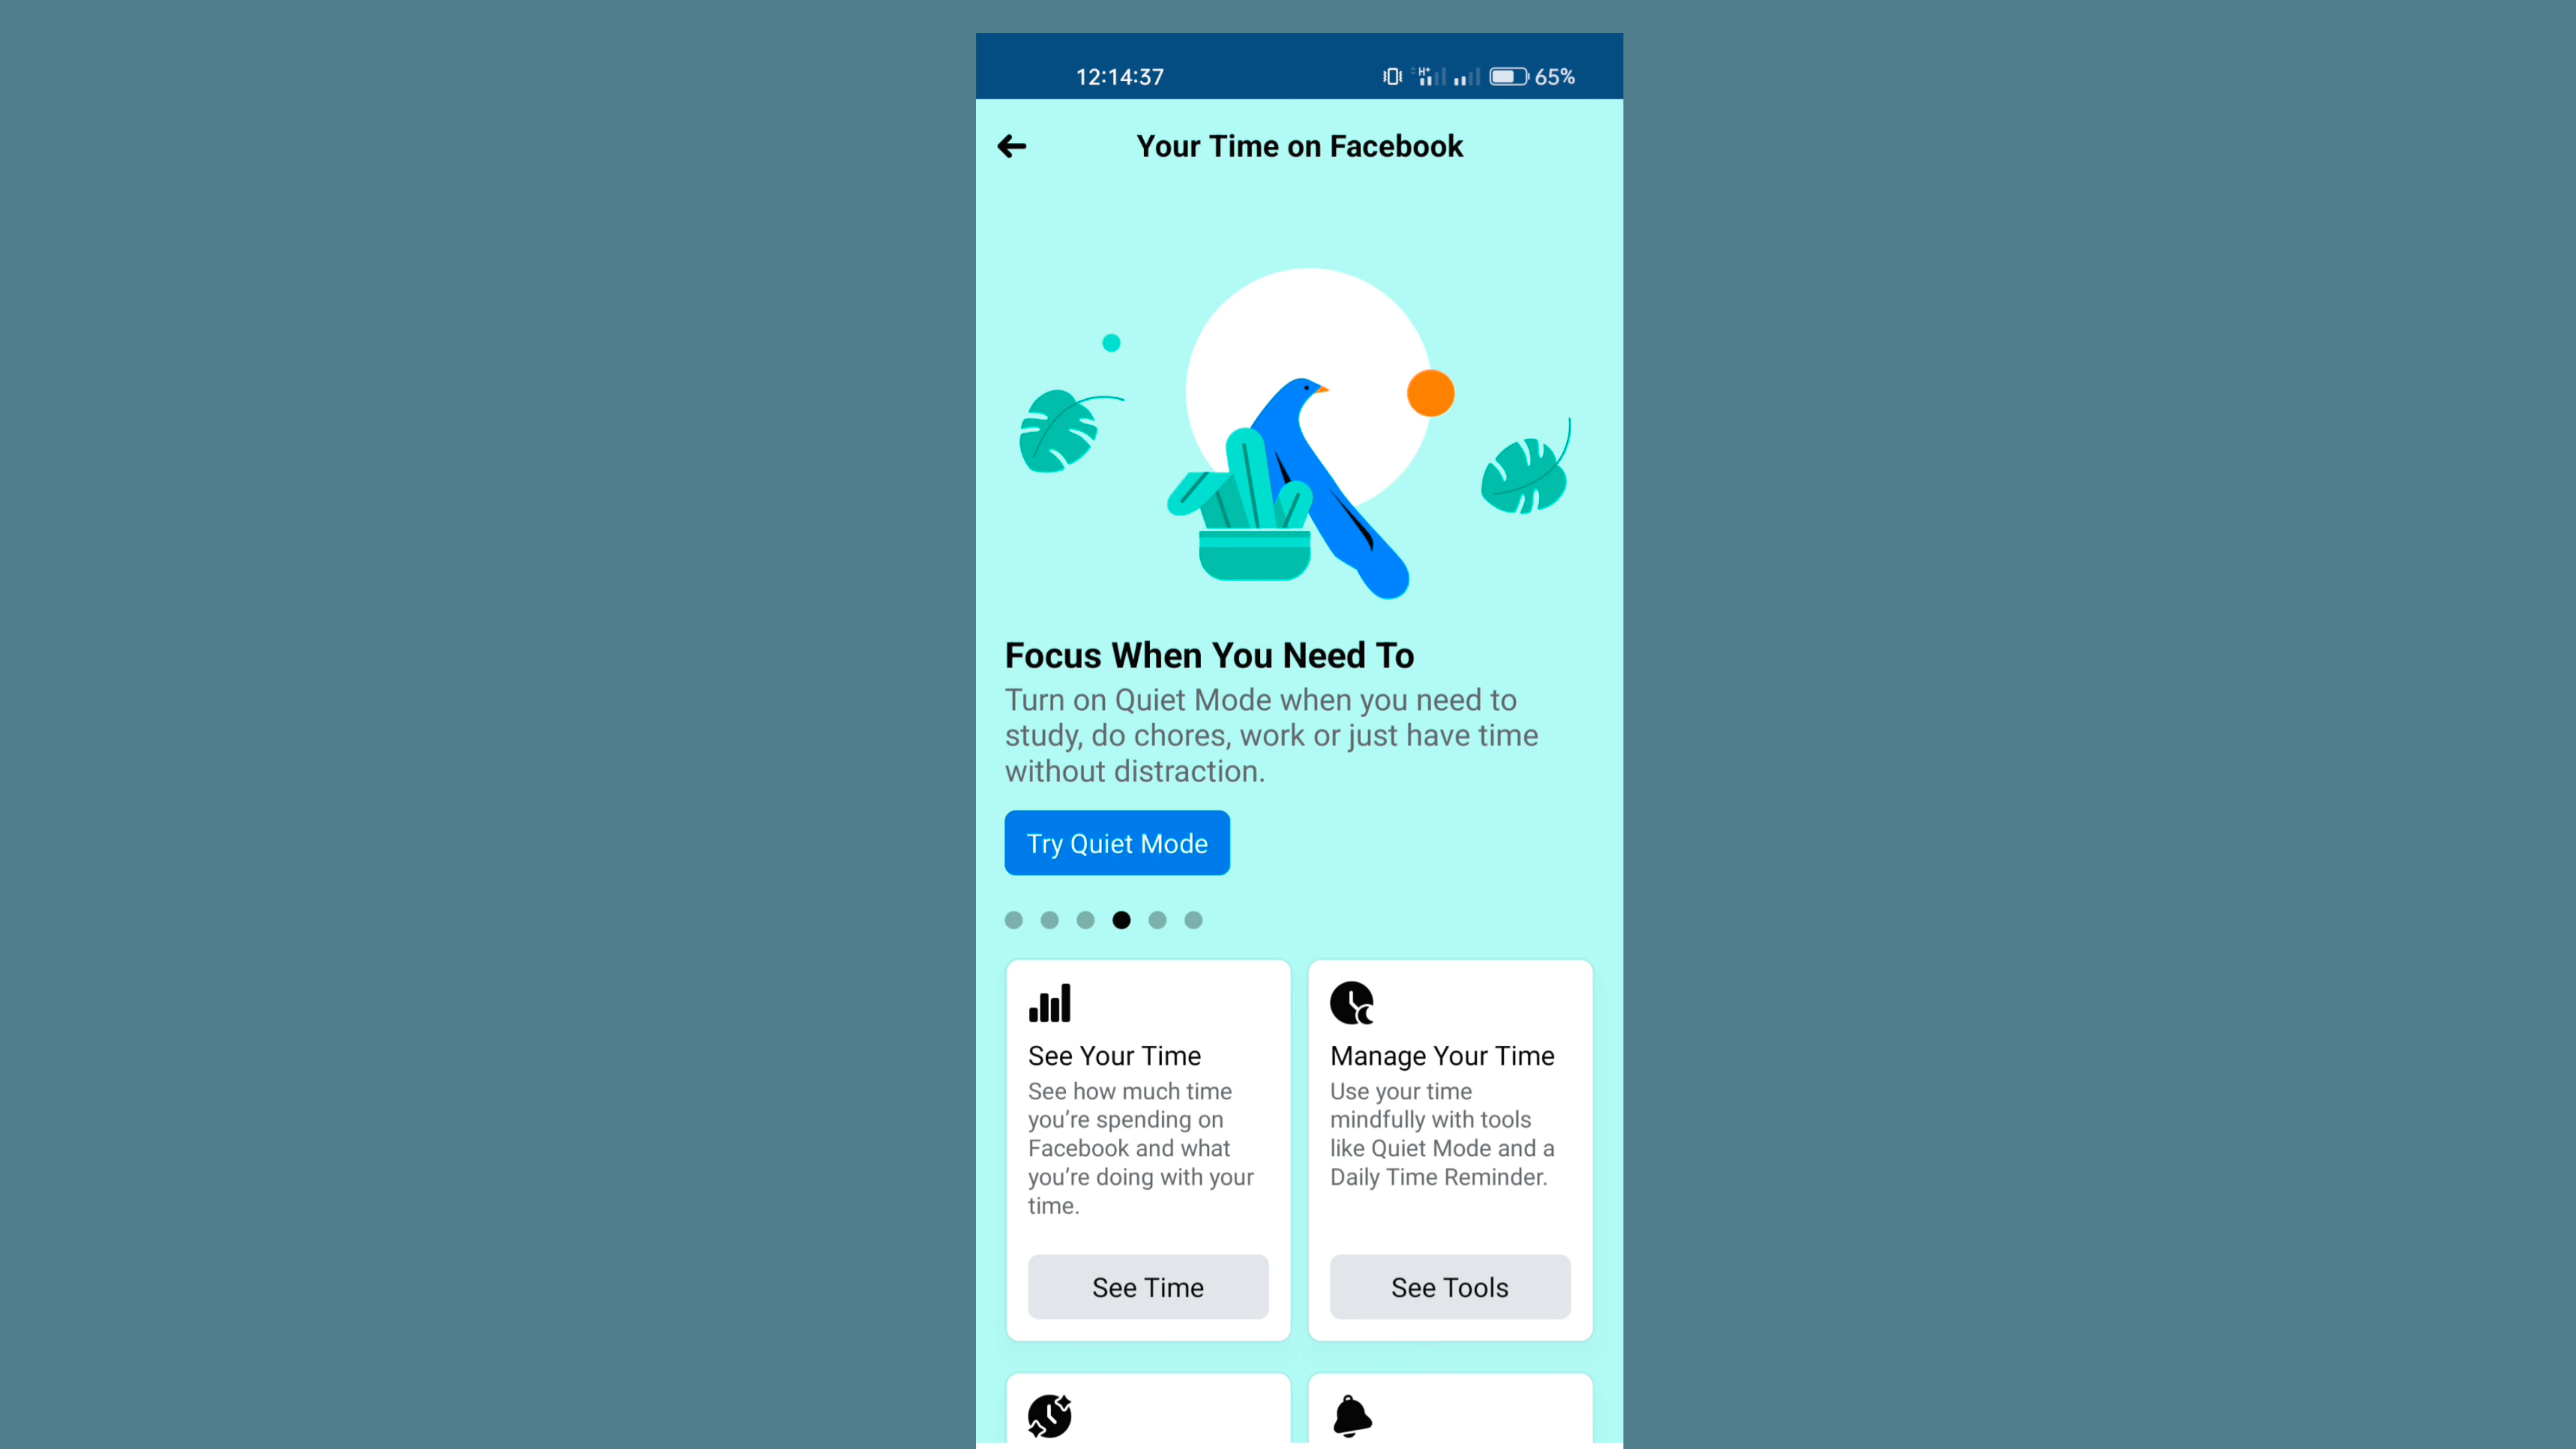 12:14:37
H+
65%
Your Time on Facebook
Focus When You Need To
Turn on Quiet Mode when you need to
study, do chores, work or just have time
without distraction.
Try Quiet Mode
See Your Time
See how much time
you’re spending on
Facebook and what
you’re doing with your
time.
See Time
Manage Your Time
Use your time
mindfully with tools
like Quiet Mode and a
Daily Time Reminder.
See Tools